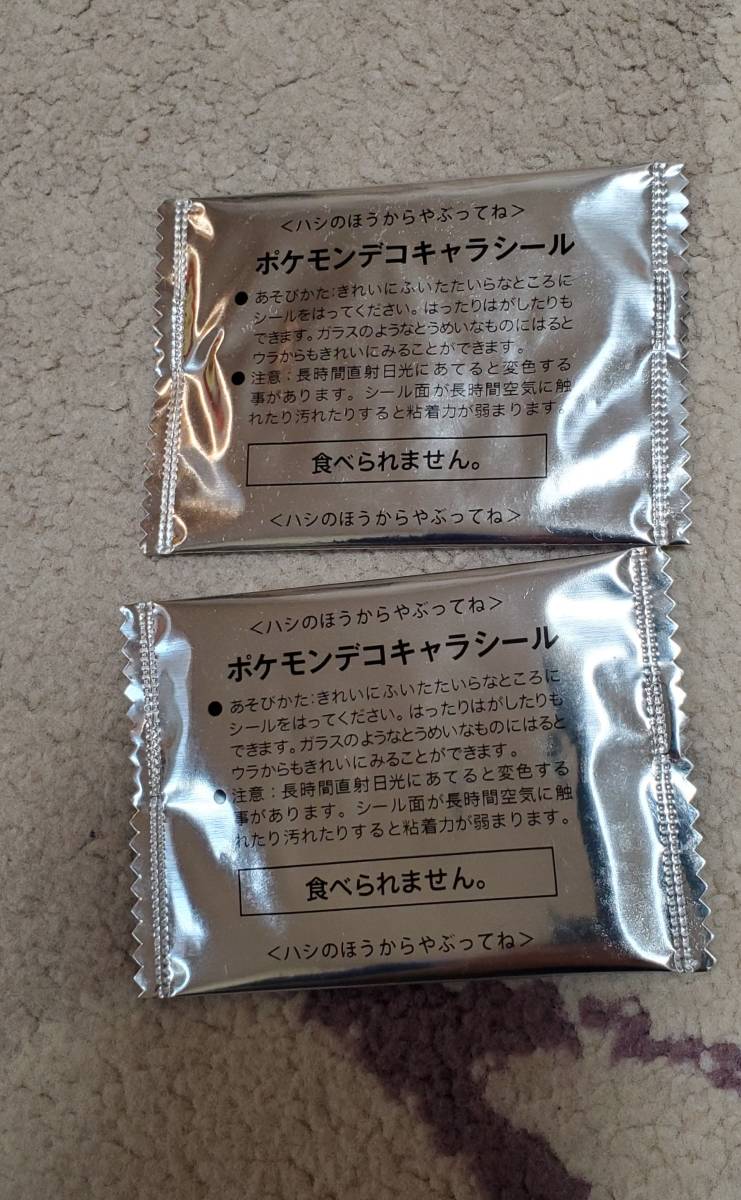 <ハシのほうからやぶってね>
ポケモンデコキャラシール
● あそびかた:きれいにふいたたいらなところに
シールをはってください。はったりはがしたりも
できます。ガラスのようなとうめいなものにはると
ウラからもきれいにみることができます。
● 注意:長時間直射日光にあてると変色する
事があります。シール面が長時間空気に触
れたり汚れたりすると粘着力が弱まります。
食べられません。
<ハシのほうからやぶってね>
<ハシのほうからやぶってね>
ポケモンデコキャラシール
● あそびかた:きれいにふいたたいらなところに
シールをはってください。はったりはがしたりも
できます。ガラスのようなとうめいなものにはると
ウラからもきれいにみることができます。
● 注意:長時間直射日光にあてると変色する
事があります。シール面が長時間空気に触
れたり汚れたりすると粘着力が弱まります。
食べられません。
<ハシのほうからやぶってね>